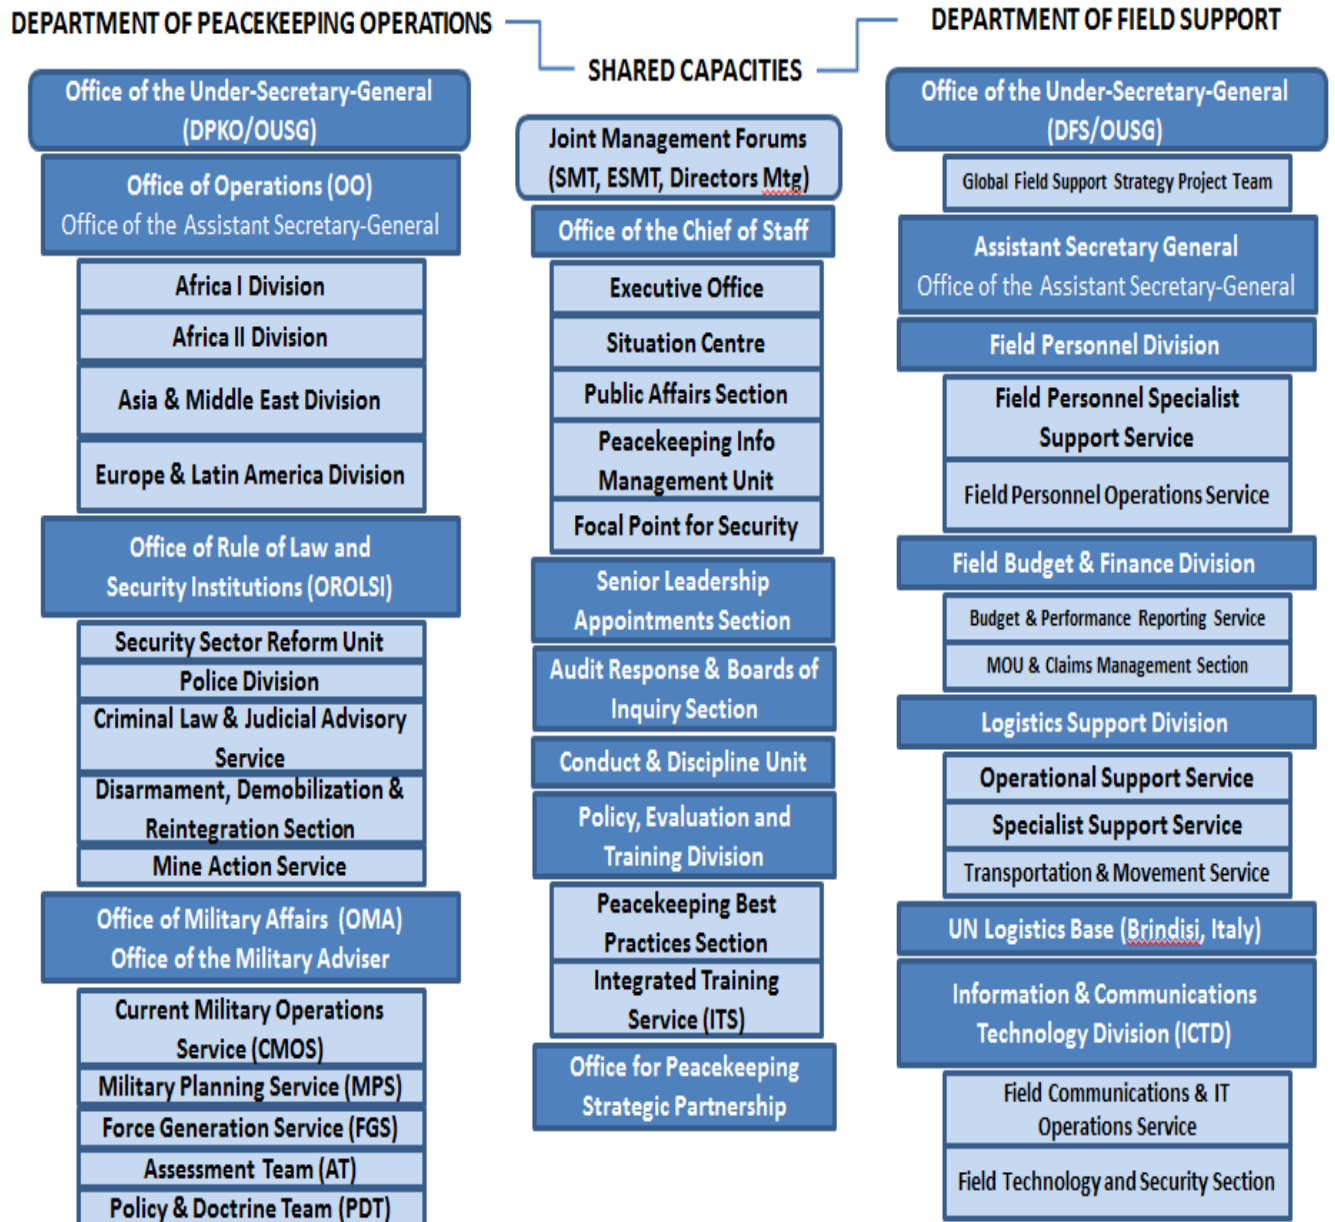 DEPARTMENT OF PEACEKEEPING OPERATIONS
Office of the Under-Secretary-General
(DPKO/OUSG)
Office of Operations (OO)
Office of the Assistant Secretary-General
Africa I Division
Africa II Division
Asia & Middle East Division
Europe & Latin America Division
Office of Rule of Law and
Security Institutions (OROLSI)
Security Sector Reform Unit
Police Division
Criminal Law & Judicial Advisory
Service
Disarmament, Demobilization &
Reintegration Section
Mine Action Service
Office of Military Affairs (OMA)
Office of the Military Adviser
Current Military Operations
Service (CMOS)
Military Planning Service (MPS)
Force Generation Service (FGS)
Assessment Team (AT)
Policy & Doctrine Team (PDT)
SHARED CAPACITIES
Joint Management Forums
(SMT, ESMT, Directors Mtg)
Office of the Chief of Staff
Executive Office
Situation Centre
Public Affairs Section
Peacekeeping Info
Management Unit
Focal Point for Security
Senior Leadership
Appointments Section
Audit Response & Boards of
Inquiry Section
Conduct & Discipline Unit
Policy, Evaluation and
Training Division
Peacekeeping Best
Practices Section
Integrated Training
Service (ITS)
Office for Peacekeeping
Strategic Partnership
DEPARTMENT OF FIELD SUPPORT
Office of the Under-Secretary-General
(DFS/OUSG)
Global Field Support Strategy Project Team
Assistant Secretary General
Office of the Assistant Secretary-General
Field Personnel Division
Field Personnel Specialist
Support Service
Field Personnel Operations Service
Field Budget & Finance Division
Budget & Performance Reporting Service
MOU & Claims Management Section
Logistics Support Division
Operational Support Service
Specialist Support Service
Transportation & Movement Service
UN Logistics Base (Brindisi, Italy)
Information & Communications
Technology Division (ICTD)
Field Communications & IT
Operations Service
Field Technology and Security Section